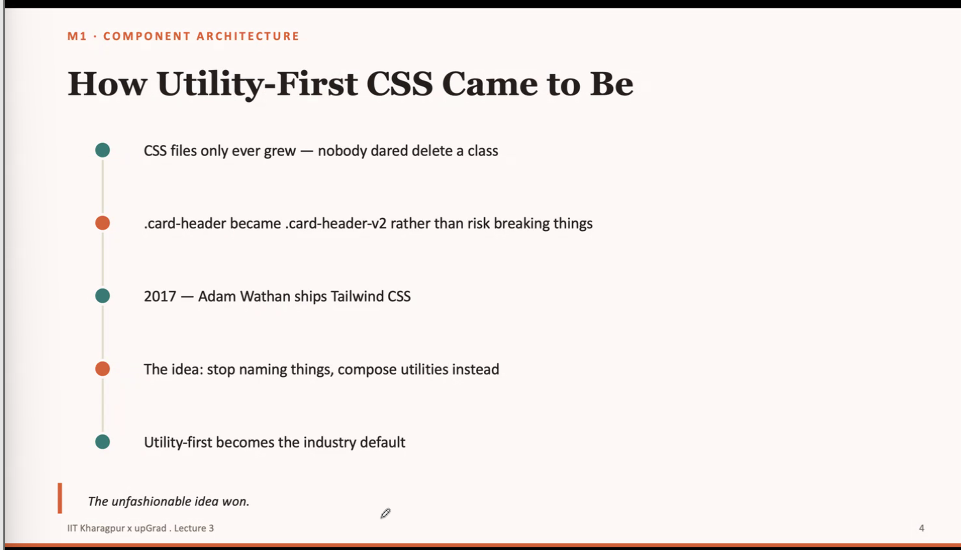 M1 · COMPONENT ARCHITECTURE
How Utility-First CSS Came to Be
CSS files only ever grew — nobody dared delete a class
.card-header became .card-header-v2 rather than risk breaking things
2017 — Adam Wathan ships Tailwind CSS
The idea: stop naming things, compose utilities instead
Utility-first becomes the industry default
The unfashionable idea won.
IIT Kharagpur x upGrad . Lecture 3
4